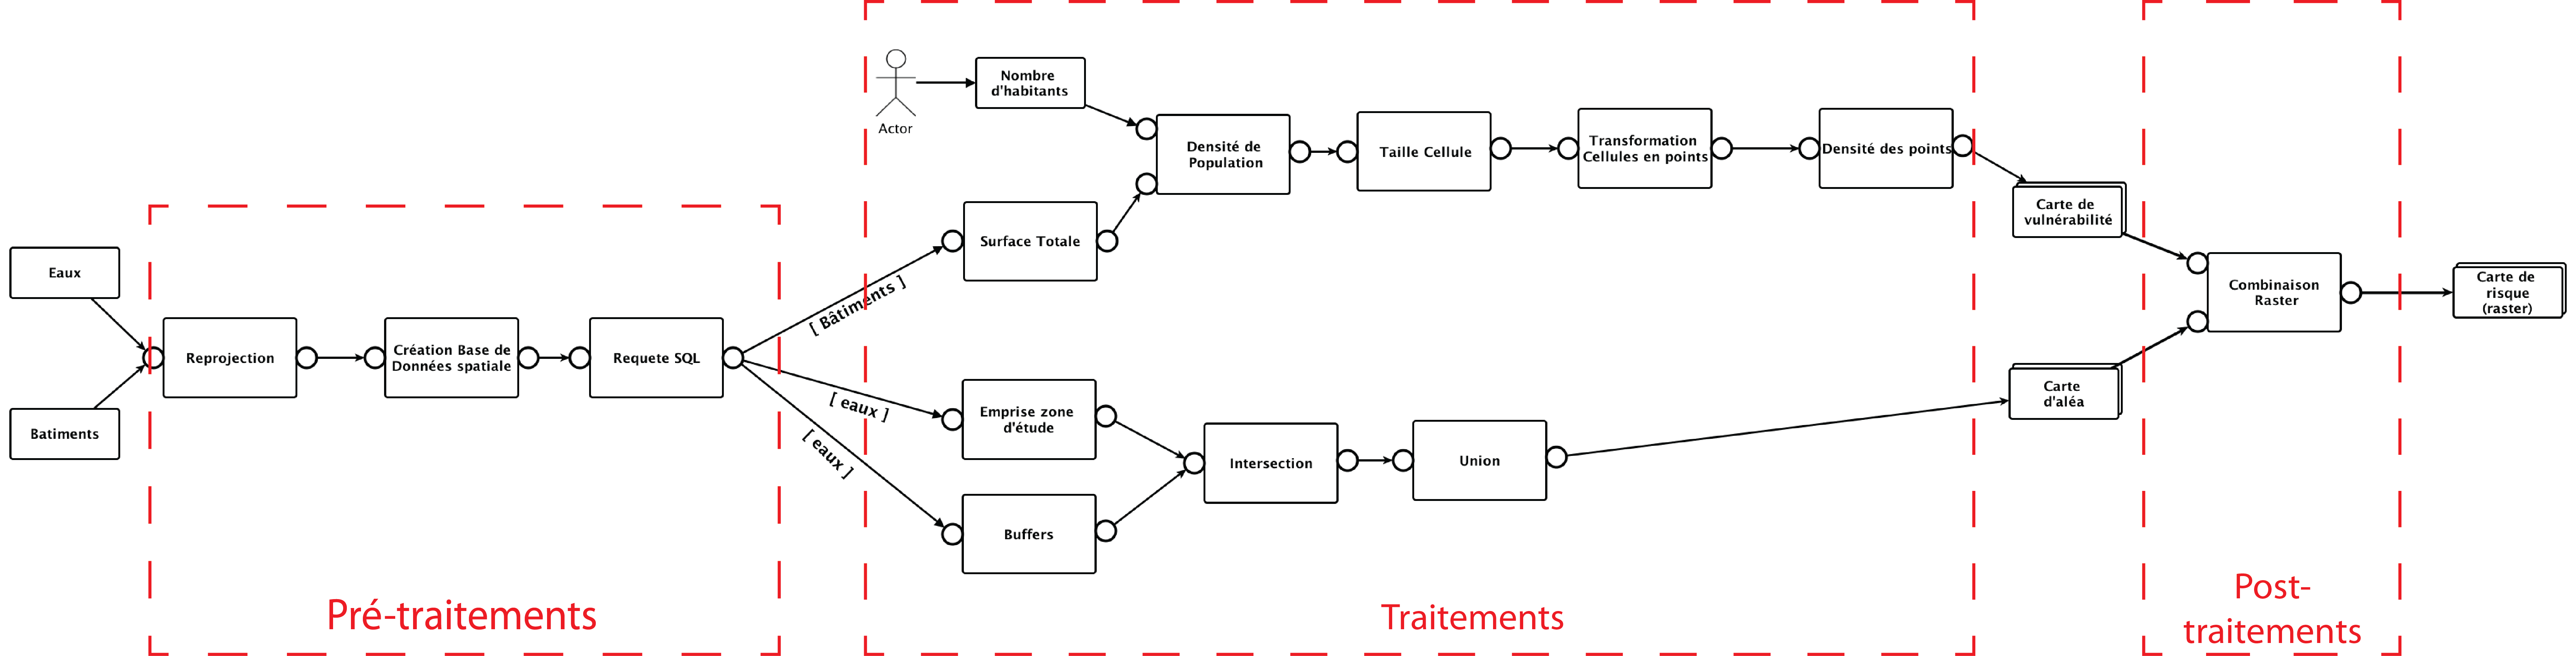 Eaux
Batiments
Reprojection
Création Base de
Données spatiale
Requete SQL
Pré-traitements
[ Bâtiments ]
[ eaux ]
[ eaux ]
Actor
Nombre
d'habitants
Surface Totale
Densité de
Population
Taille Cellule
Transformation
Cellules en points
Densité des points
Emprise zone
d'étude
Buffers
Intersection
Union
Traitements
Carte de
vulnérabilité
Carte
d'aléa
Combinaison
Raster
Post-
traitements
Carte de
risque
(raster)